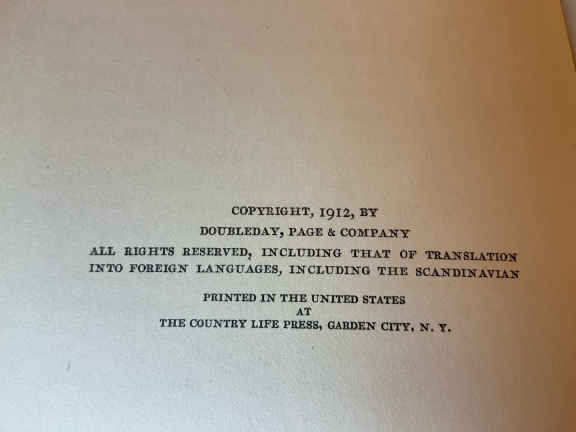 COPYRIGHT, 1912, BY
DOUBLEDAY, PAGE & COMPANY
ALL RIGHTS RESERVED, INCLUDING THAT OF TRANSLATION
INTO FOREIGN LANGUAGES, INCLUDING THE SCANDINAVIAN
PRINTED IN THE UNITED STATES
AT
THE COUNTRY LIFE PRESS, GARDEN CITY, N. Y.